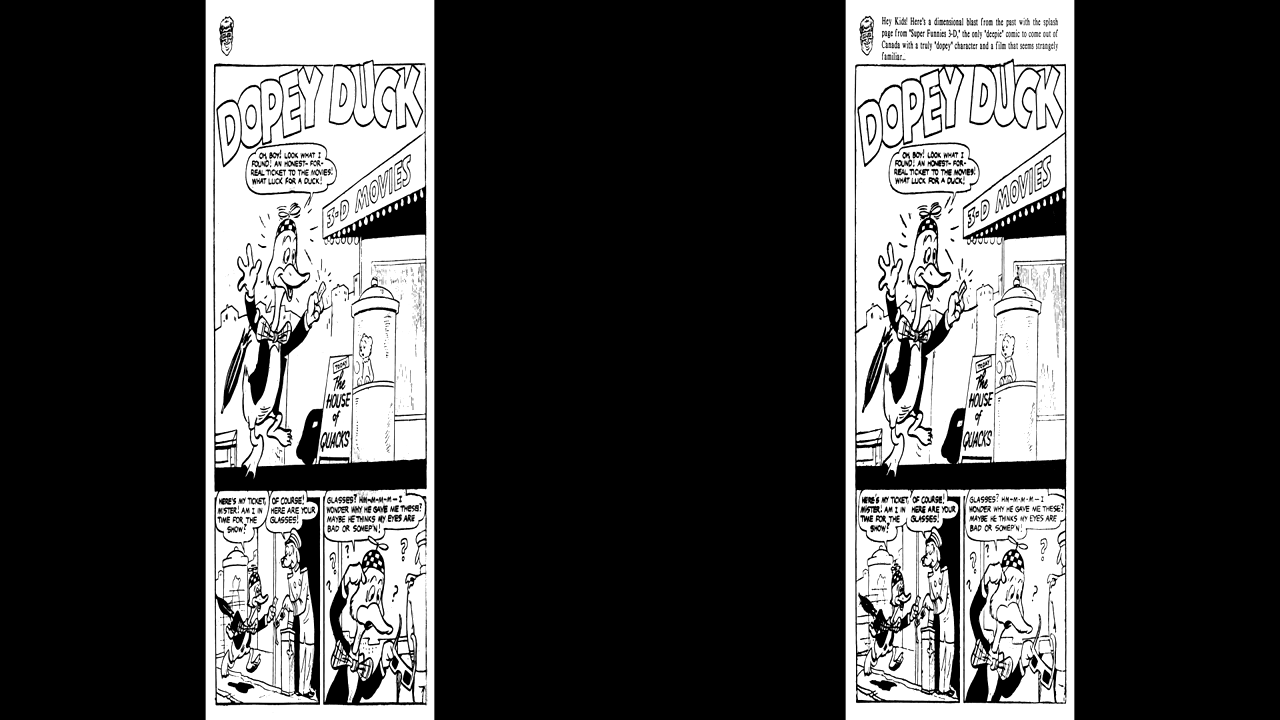 DOPEY DUCK
OH, BOY! LOOK WHAT I
FOUND! AN HONEST-FOR-
REAL TICKET TO THE MOVIES!
WHAT LUCK FOR A DUCK!
3-D MOVIES
TODAY
The
HOUSE
of
QUACKS
HERE'S MY TICKET,
MISTER! AM I IN
TIME FOR THE
SHOW?
OF COURSE!
HERE ARE YOUR
GLASSES!
GLASSES? HM-M-M-M-I
WONDER WHY HE GAVE ME THESE?
MAYBE HE THINKS MY EYES ARE
BAD OR SOMEP'N!
? ? ? ?
Hey Kids! Here's a dimensional blast from the past with the splash
page from "Super Funnies 3-D," the only "deepie" comic to come out of
Canada with a truly "dopey" character and a film that seems strangely
familiar...
DOPEY DUCK
OH, BOY! LOOK WHAT I
FOUND! AN HONEST-FOR-
REAL TICKET TO THE MOVIES!
WHAT LUCK FOR A DUCK!
3-D MOVIES
TODAY
The
HOUSE
of
QUACKS
HERE'S MY TICKET,
MISTER! AM I IN
TIME FOR THE
SHOW?
OF COURSE!
HERE ARE YOUR
GLASSES!
GLASSES? HM-M-M-M-I
WONDER WHY HE GAVE ME THESE?
MAYBE HE THINKS MY EYES ARE
BAD OR SOMEP'N!
? ? ? ?